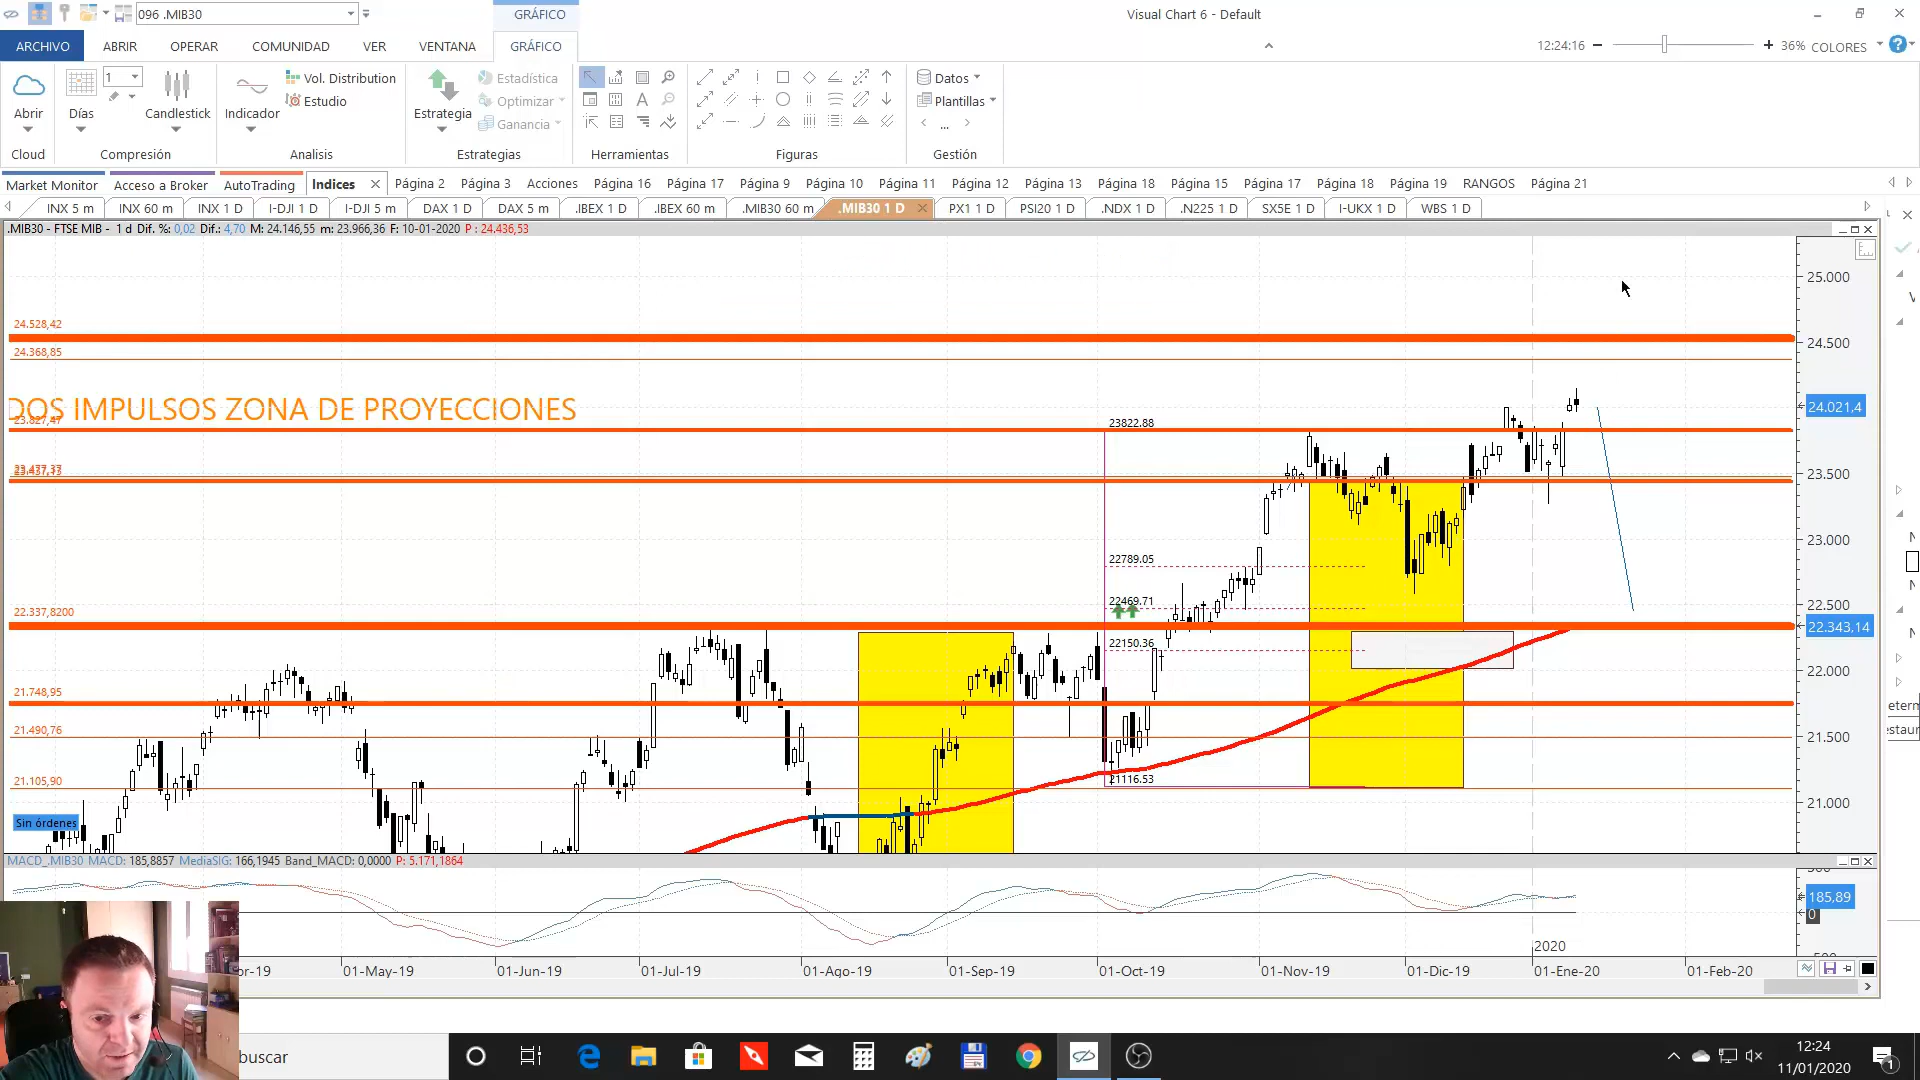 096 .MIB30
GRÁFICO
Visual Chart 6 - Default
ARCHIVO
ABRIR
OPERAR
COMUNIDAD
VER
VENTANA
GRÁFICO
12:24:16
36%
COLORES
Abrir
Cloud
Días
1
Candlestick
Compresión
Indicador
Vol. Distribution
Estudio
Analisis
Estrategia
Estadística
Optimizar
Ganancia
Estrategias
Herramientas
Figuras
Datos
Plantillas
...
Gestión
Market Monitor
Acceso a Broker
AutoTrading
Indices
Página 2
Página 3
Acciones
Página 16
Página 17
Página 9
Página 10
Página 11
Página 12
Página 13
Página 18
Página 15
Página 17
Página 18
Página 19
RANGOS
Página 21
INX 5 m
INX 60 m
INX 1 D
I-DJI 1 D
I-DJI 5 m
DAX 1 D
DAX 5 m
.IBEX 1 D
.IBEX 60 m
.MIB30 60 m
.MIB30 1 D
PX1 1 D
PSI20 1 D
.NDX 1 D
.N225 1 D
SX5E 1 D
I-UKX 1 D
WBS 1 D
.MIB30 - FTSE MIB - 1 d Dif. %: 0,02 Dif.: 4,70 M: 24.146,55 m: 23.966,36 F: 10-01-2020 P : 24.436,53
25.000
24.528,42
24.500
24.368,85
DOS IMPULSOS ZONA DE PROYECCIONES
24.021,4
23.827,47
23822.88
23.477,37
23.500
23.000
22789.05
22469.71
22.500
22.337,8200
22.343,14
22150.36
22.000
21.748,95
21.490,76
21.500
21116.53
21.105,90
21.000
Sin órdenes
MACD_.MIB30 MACD: 185,8857 MediaSIG: 166,1945 Band_MACD: 0,0000 P: 5.171,1864
185,89
0
2020
01-May-19
01-Jun-19
01-Jul-19
01-Ago-19
01-Sep-19
01-Oct-19
01-Nov-19
01-Dic-19
01-Ene-20
01-Feb-20
buscar
12:24
11/01/2020
1